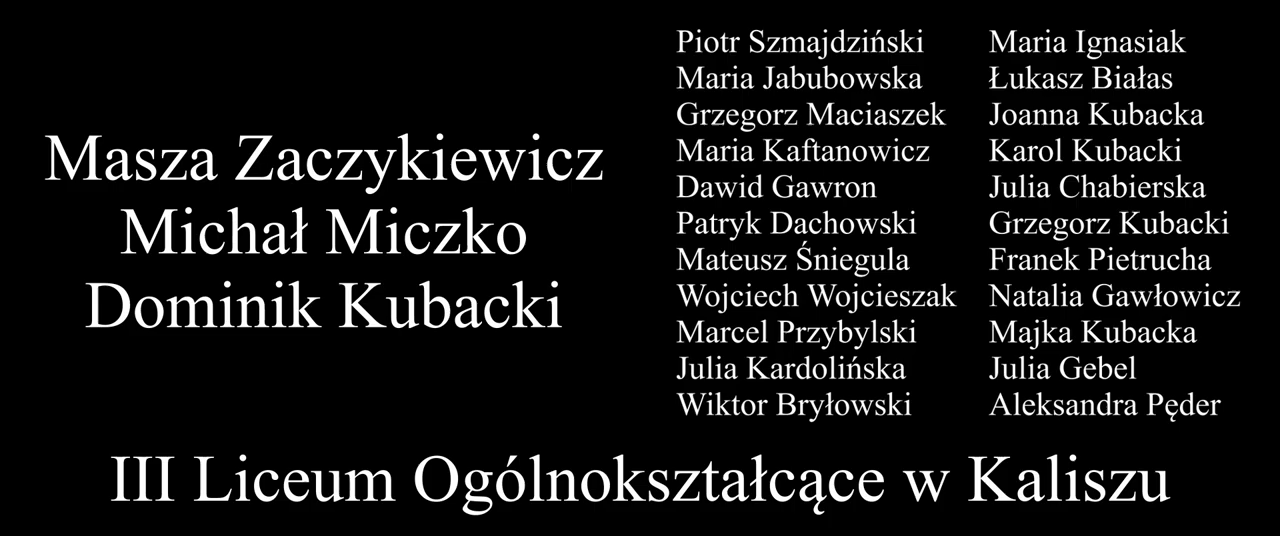 Masza Zaczykiewicz
Michał Miczko
Dominik Kubacki
Piotr Szmajdziński
Maria Jabubowska
Grzegorz Maciaszek
Maria Kaftanowicz
Dawid Gawron
Patryk Dachowski
Mateusz Śniegula
Wojciech Wojcieszak
Marcel Przybylski
Julia Kardolińska
Wiktor Bryłowski
Maria Ignasiak
Łukasz Białas
Joanna Kubacka
Karol Kubacki
Julia Chabierska
Grzegorz Kubacki
Franek Pietrucha
Natalia Gawłowicz
Majka Kubacka
Julia Gebel
Aleksandra Pęder
III Liceum Ogólnokształcące w Kaliszu